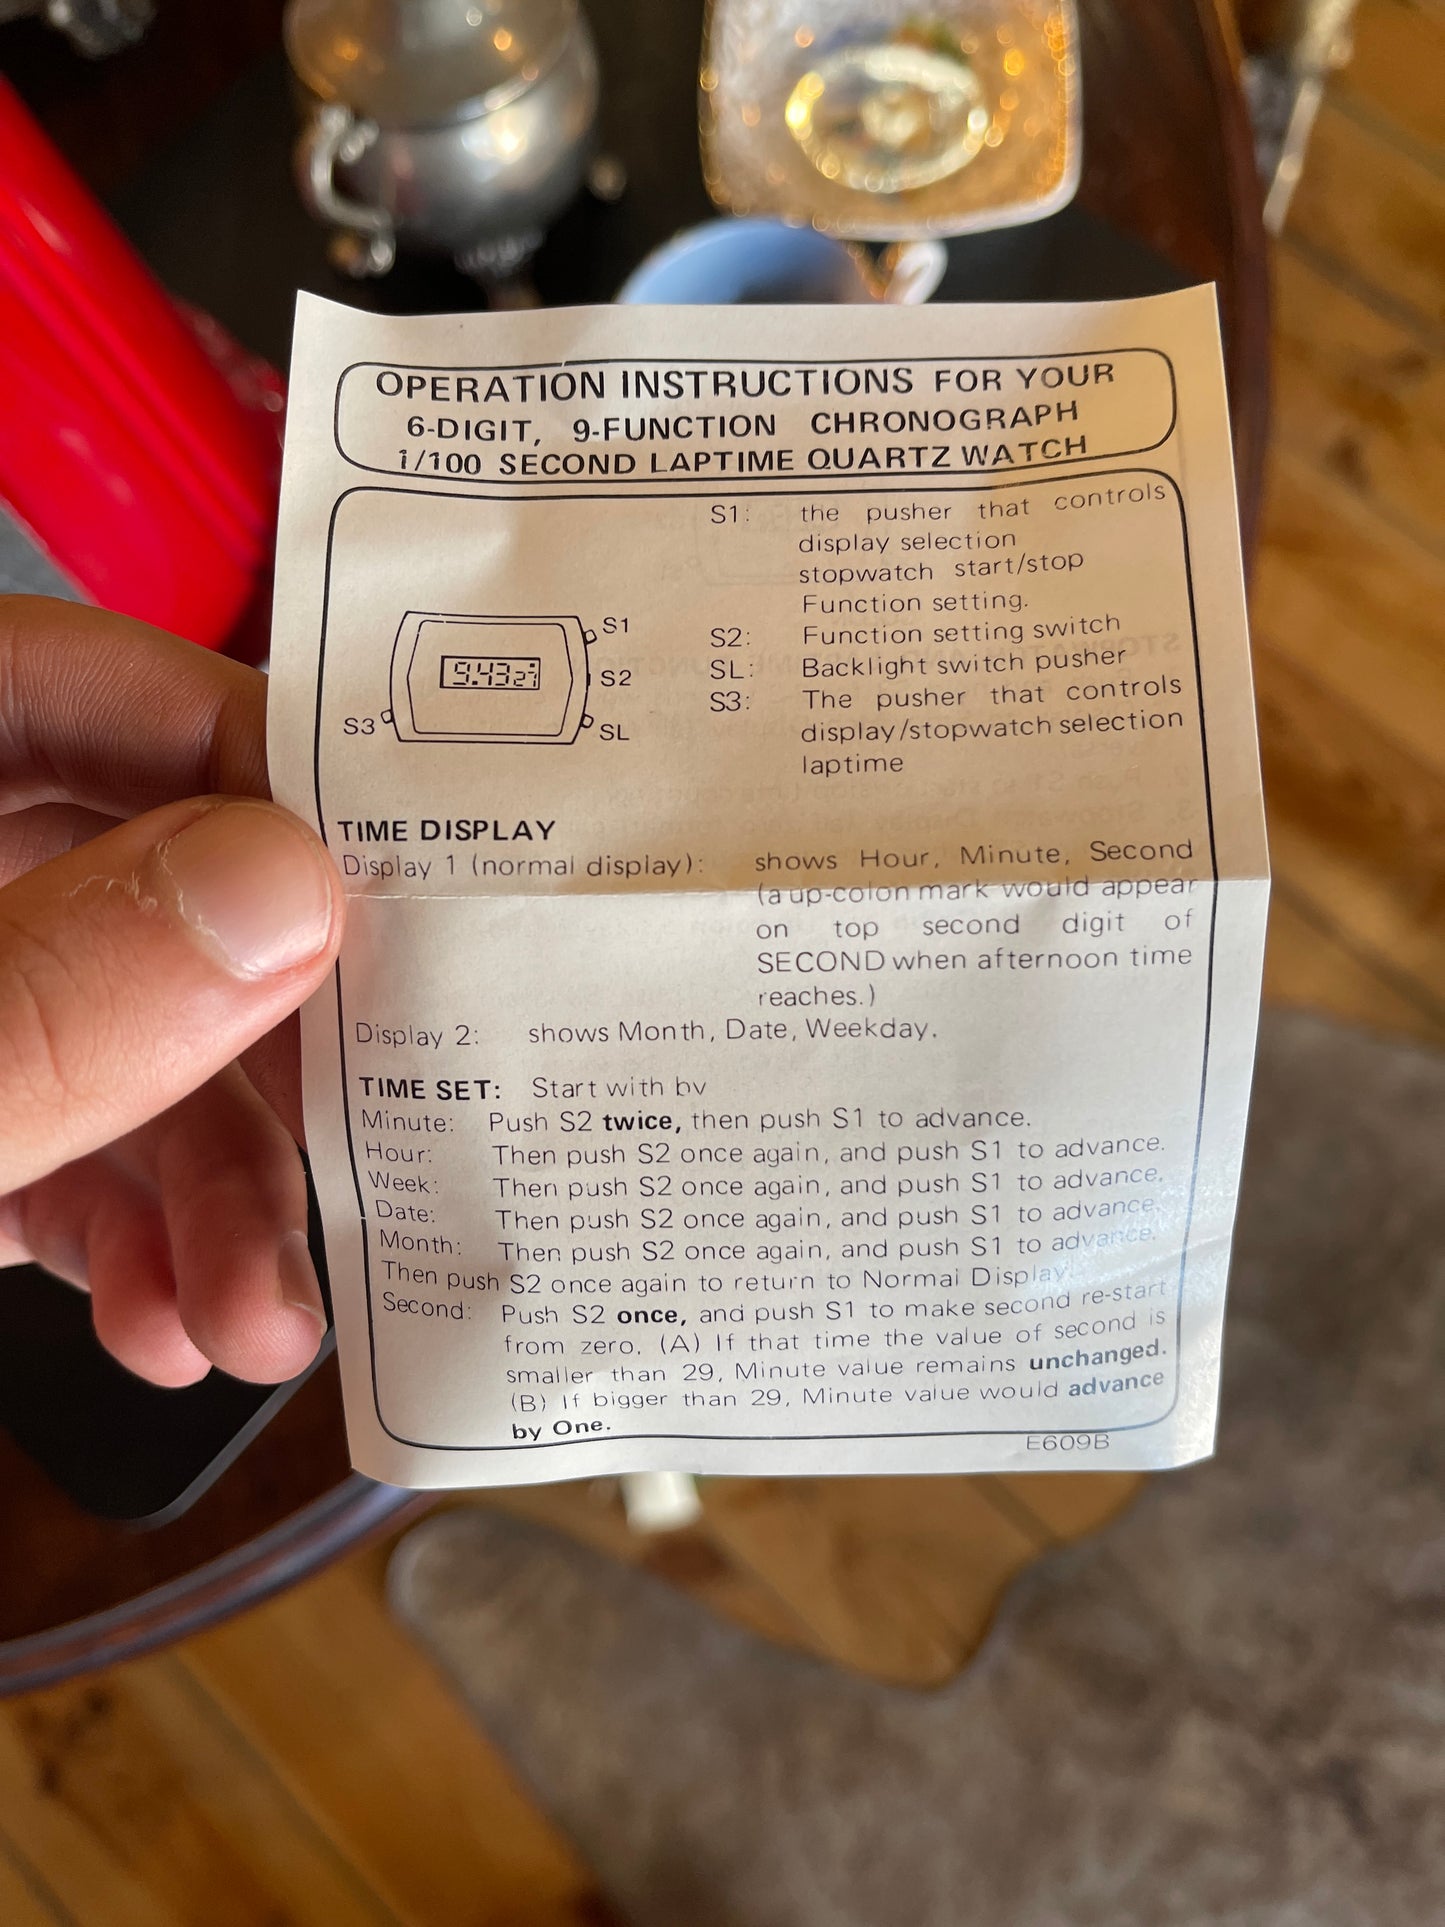 OPERATION INSTRUCTIONS FOR YOUR
6-DIGIT, 9-FUNCTION CHRONOGRAPH
1/100 SECOND LAPTIME QUARTZ WATCH
S1: the pusher that controls
display selection
stopwatch start/stop
Function setting.
S2: Function setting switch
SL: Backlight switch pusher
S3: The pusher that controls
display/stopwatch selection
laptime
S1
9.43 27
S2
S3
SL
TIME DISPLAY
Display 1 (normal display): shows Hour, Minute, Second
(a up-colon mark would appear
on top second digit of
SECOND when afternoon time
reaches.)
Display 2: shows Month, Date, Weekday.
TIME SET: Start with by
Minute: Push S2 twice, then push S1 to advance.
Hour: Then push S2 once again, and push S1 to advance.
Week: Then push S2 once again, and push S1 to advance.
Date: Then push S2 once again, and push S1 to advance.
Month: Then push S2 once again, and push S1 to advance.
Then push S2 once again to return to Normal Display.
Second: Push S2 once, and push S1 to make second re-start
from zero. (A) If that time the value of second is
smaller than 29, Minute value remains unchanged.
(B) If bigger than 29, Minute value would advance
by One.
E609B